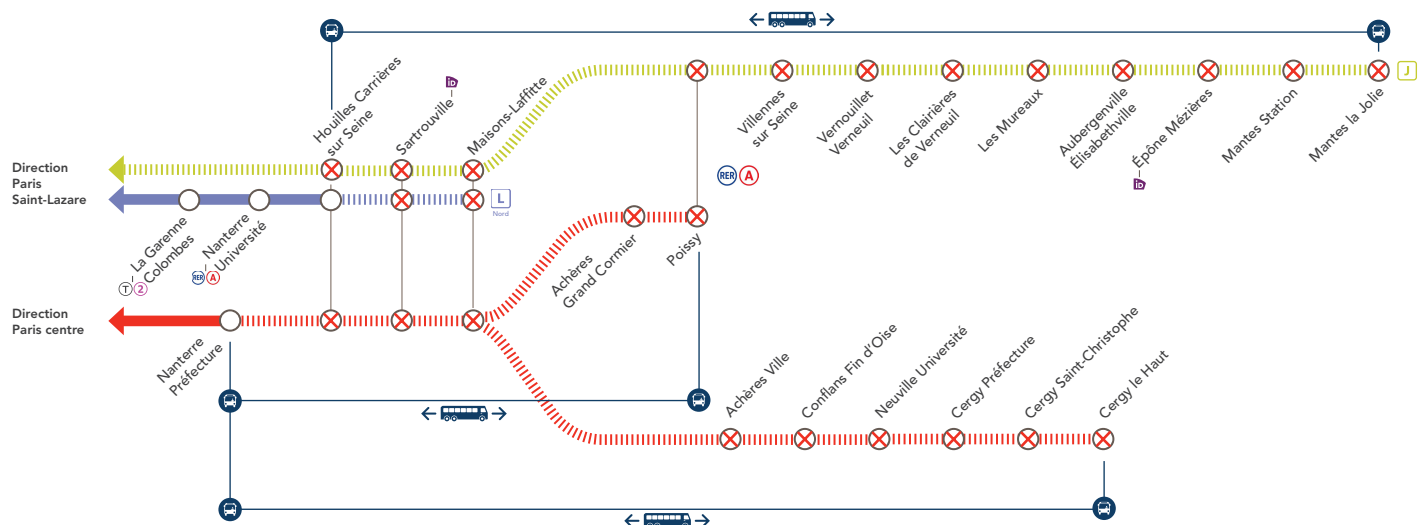 Houilles Carrières
sur Seine
Sartrouville
iD
Maisons-Laffitte
Villennes
sur Seine
Vernouillet
Verneuil
Les Clairières
de Verneuil
Les Mureaux
Aubergenville
Élisabethville
Épône Mézières
iD
Mantes Station
Mantes la Jolie
J
Direction
Paris
Saint-Lazare
L
Nord
RER A
La Garenne
Colombes
T 2
Nanterre
Université
RER A
Achères
Grand Cormier
Poissy
Direction
Paris centre
Nanterre
Préfecture
Achères Ville
Conflans Fin d'Oise
Neuville Université
Cergy Préfecture
Cergy Saint-Christophe
Cergy le Haut